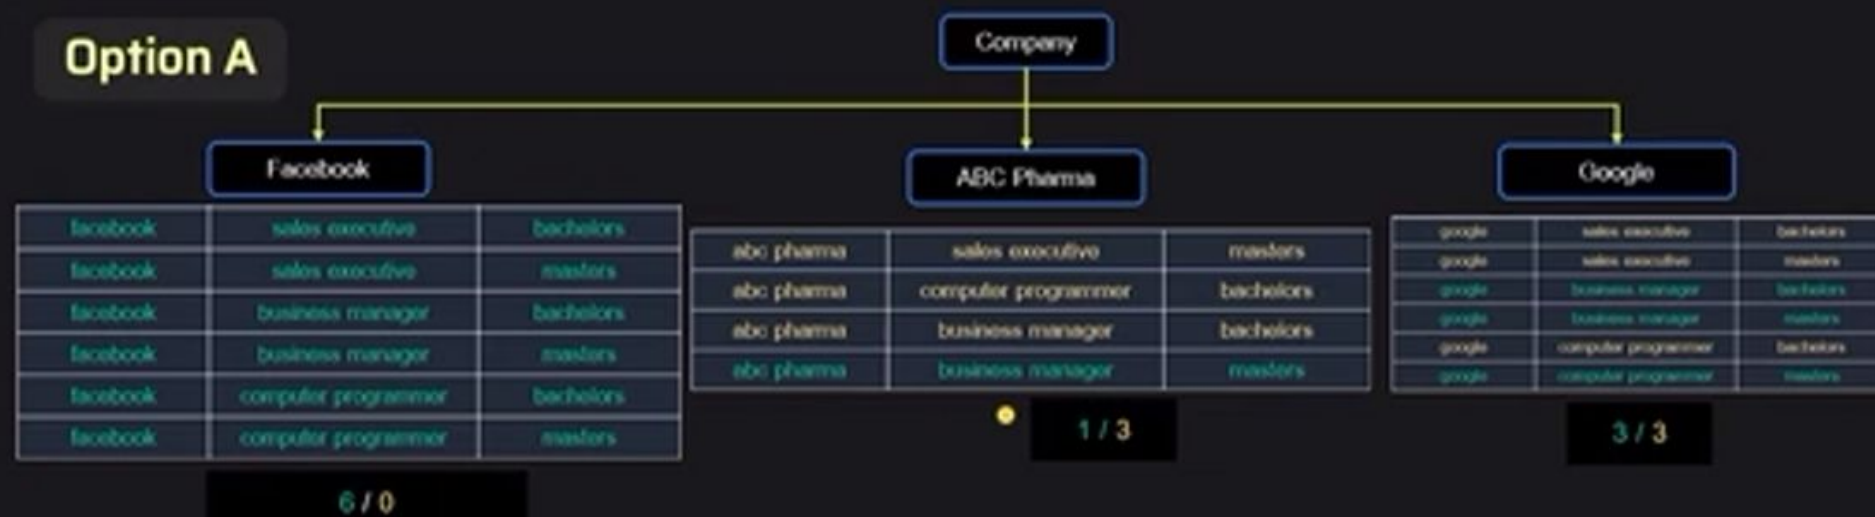 Option A
Company
Facebook
ABC Pharma
Google
facebook sales executive bachelors
facebook sales executive masters
facebook business manager bachelors
facebook business manager masters
facebook computer programmer bachelors
facebook computer programmer masters
6 / 0
abc pharma sales executive masters
abc pharma computer programmer bachelors
abc pharma business manager bachelors
abc pharma business manager masters
1 / 3
google sales executive bachelors
google sales executive masters
google business manager bachelors
google business manager masters
google computer programmer bachelors
google computer programmer masters
3 / 3